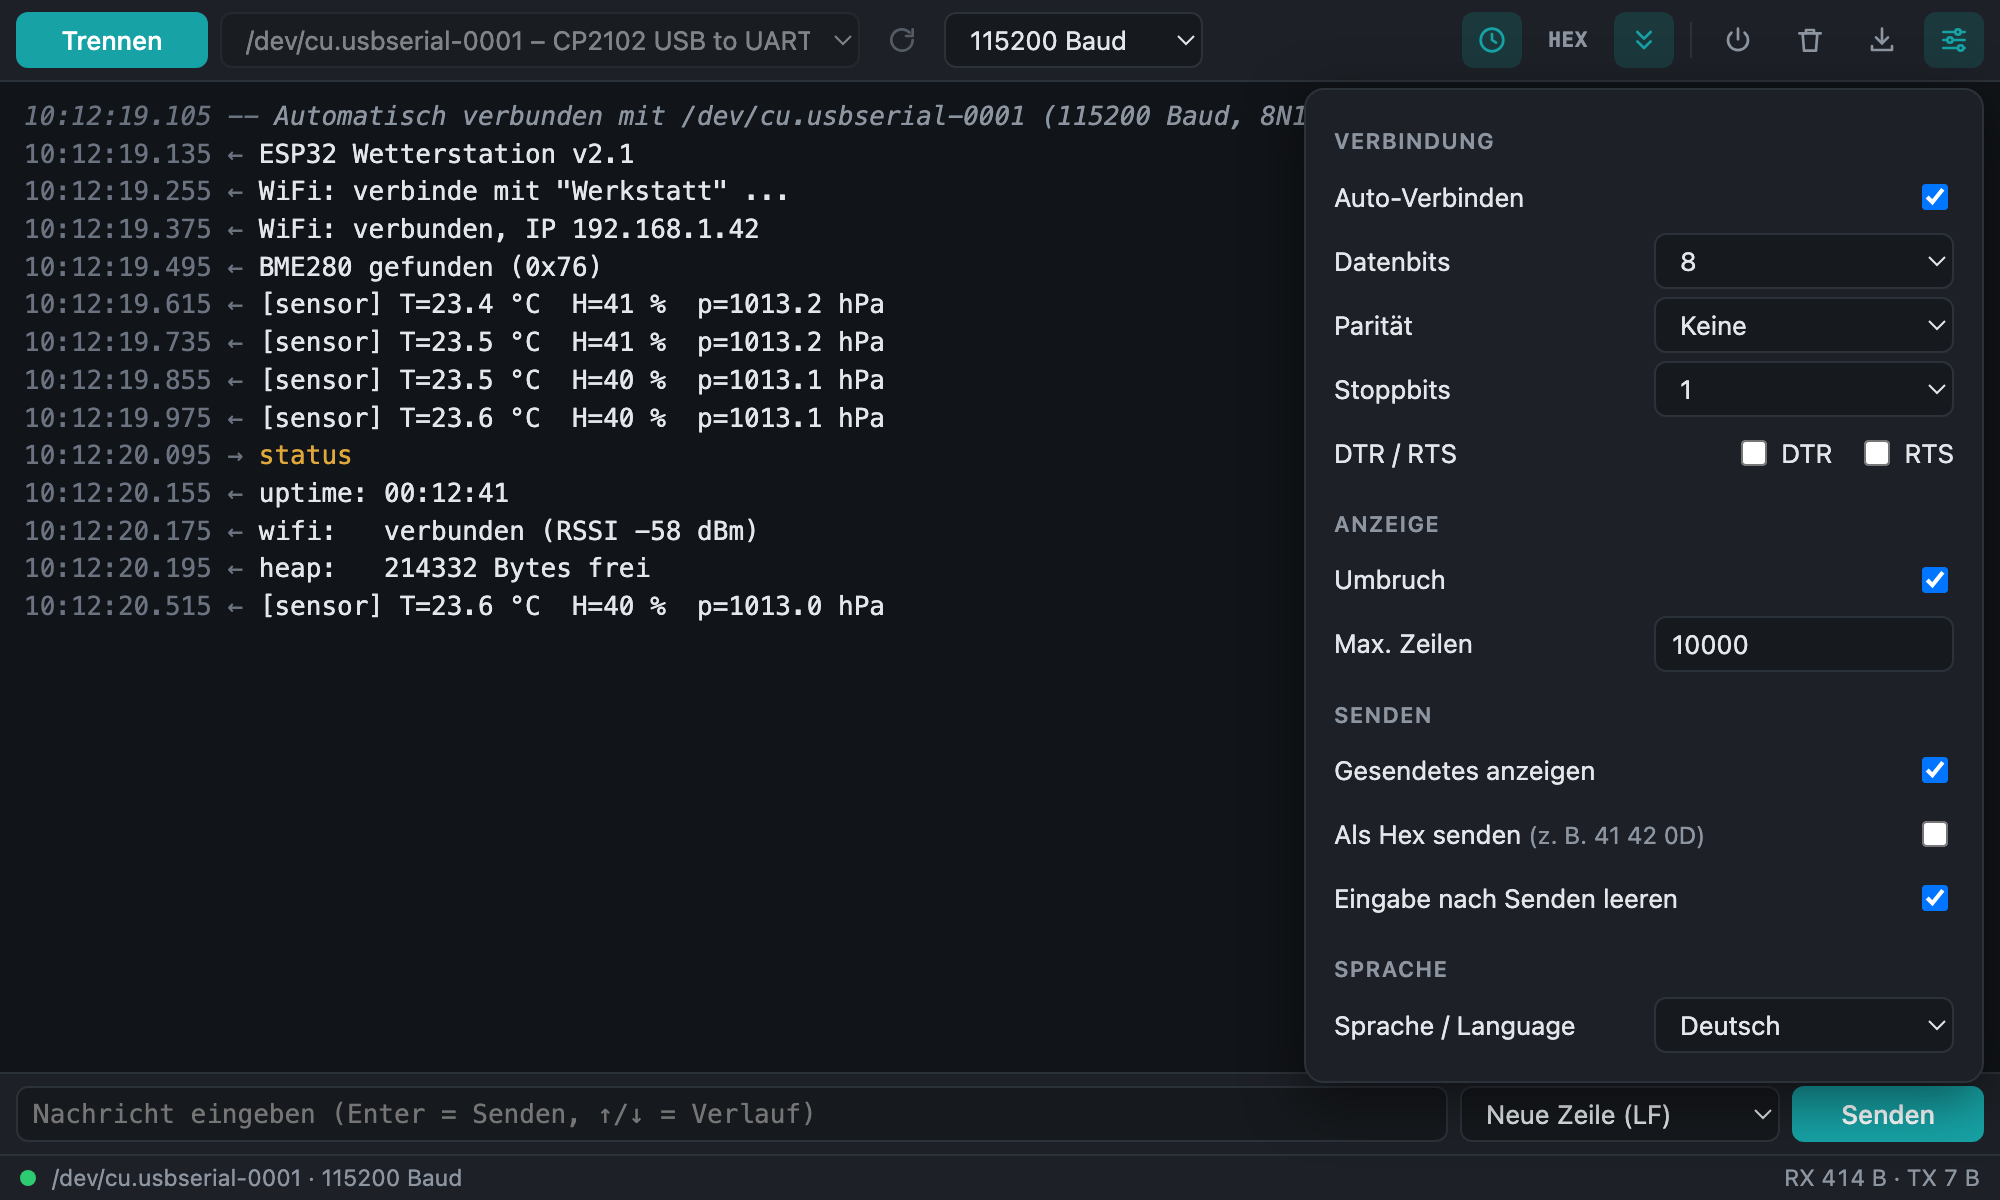 Trennen /dev/cu.usbserial-0001 – CP2102 USB to UART 115200 Baud HEX
10:12:19.105 -- Automatisch verbunden mit /dev/cu.usbserial-0001 (115200 Baud, 8N1
10:12:19.135 ← ESP32 Wetterstation v2.1
10:12:19.255 ← WiFi: verbinde mit "Werkstatt" ...
10:12:19.375 ← WiFi: verbunden, IP 192.168.1.42
10:12:19.495 ← BME280 gefunden (0x76)
10:12:19.615 ← [sensor] T=23.4 °C  H=41 %  p=1013.2 hPa
10:12:19.735 ← [sensor] T=23.5 °C  H=41 %  p=1013.2 hPa
10:12:19.855 ← [sensor] T=23.5 °C  H=40 %  p=1013.1 hPa
10:12:19.975 ← [sensor] T=23.6 °C  H=40 %  p=1013.1 hPa
10:12:20.095 → status
10:12:20.155 ← uptime: 00:12:41
10:12:20.175 ← wifi:   verbunden (RSSI -58 dBm)
10:12:20.195 ← heap:   214332 Bytes frei
10:12:20.515 ← [sensor] T=23.6 °C  H=40 %  p=1013.0 hPa
VERBINDUNG
Auto-Verbinden
Datenbits 8
Parität Keine
Stoppbits 1
DTR / RTS DTR RTS
ANZEIGE
Umbruch
Max. Zeilen 10000
SENDEN
Gesendetes anzeigen
Als Hex senden (z. B. 41 42 0D)
Eingabe nach Senden leeren
SPRACHE
Sprache / Language Deutsch
Nachricht eingeben (Enter = Senden, ↑/↓ = Verlauf) Neue Zeile (LF) Senden
/dev/cu.usbserial-0001 · 115200 Baud RX 414 B · TX 7 B